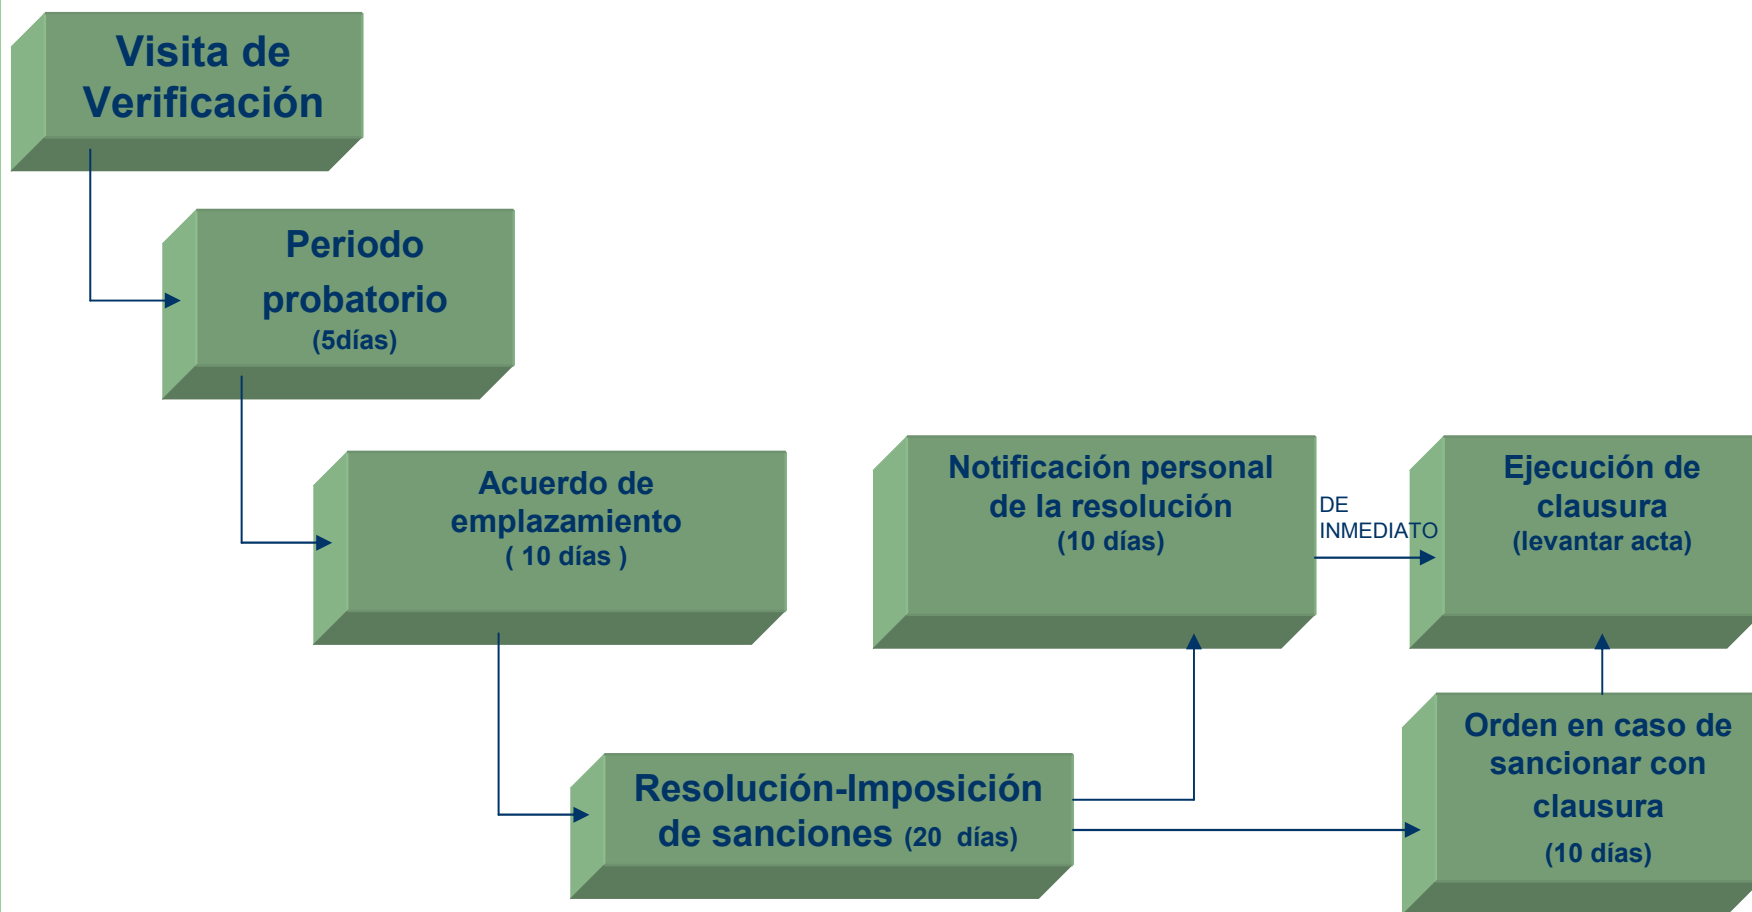 Visita de
Verificación
Periodo
probatorio
(5días)
Acuerdo de
emplazamiento
( 10 días )
Notificación personal
de la resolución
(10 días)
DE
INMEDIATO
Ejecución de
clausura
(levantar acta)
Resolución-Imposición
de sanciones (20 días)
Orden en caso de
sancionar con
clausura
(10 días)